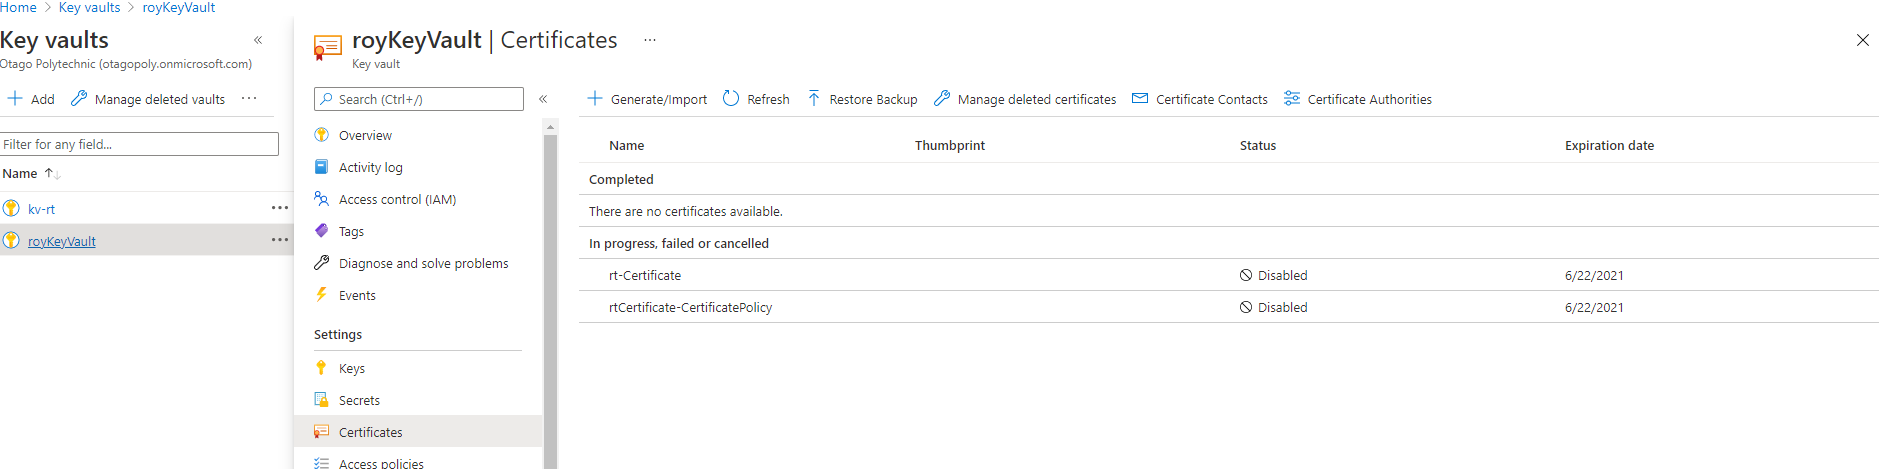 Home > Key vaults > royKeyVault
Key vaults
«
Otago Polytechnic (otagopoly.onmicrosoft.com)
+ Add
Manage deleted vaults
···
Filter for any field...
Name ↑↓
kv-rt
···
royKeyVault
···
royKeyVault | Certificates
···
Key vault
Search (Ctrl+/)
«
Overview
Activity log
Access control (IAM)
Tags
Diagnose and solve problems
Events
Settings
Keys
Secrets
Certificates
Access policies
+ Generate/Import
Refresh
Restore Backup
Manage deleted certificates
Certificate Contacts
Certificate Authorities
Name Thumbprint Status Expiration date
Completed
There are no certificates available.
In progress, failed or cancelled
rt-Certificate Disabled 6/22/2021
rtCertificate-CertificatePolicy Disabled 6/22/2021